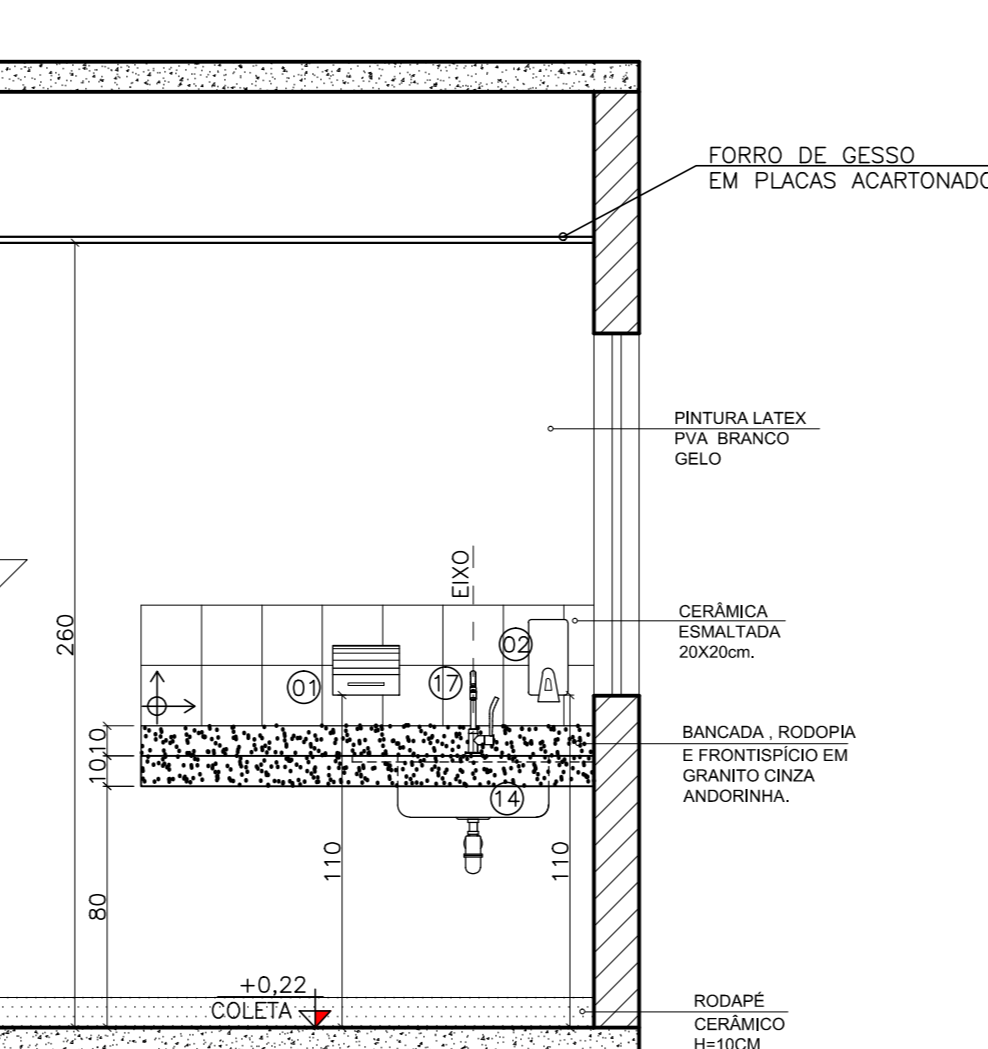 FORRO DE GESSO
EM PLACAS ACARTONADO
PINTURA LATEX
PVA BRANCO
GELO
EIXO
260
CERÂMICA
ESMALTADA
20X20cm.
02
01
17
10
10
BANCADA , RODOPIA
E FRONTISPÍCIO EM
GRANITO CINZA
ANDORINHA.
14
110
110
80
+0,22
COLETA
RODAPÉ
CERÂMICO
H=10CM